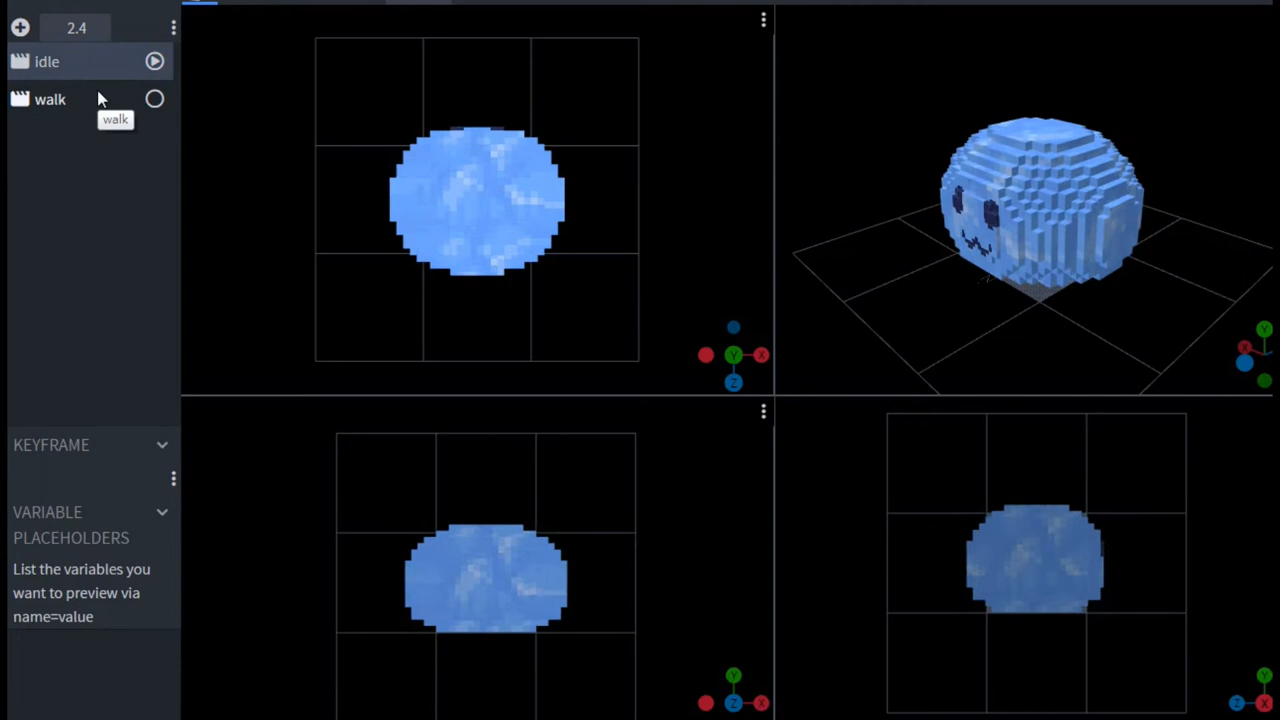 2.4
idle
walk
walk
KEYFRAME
VARIABLE
PLACEHOLDERS
List the variables you
want to preview via
name=value
Y
X
Z
Y
X
Y
Z
X
Y
Z
X